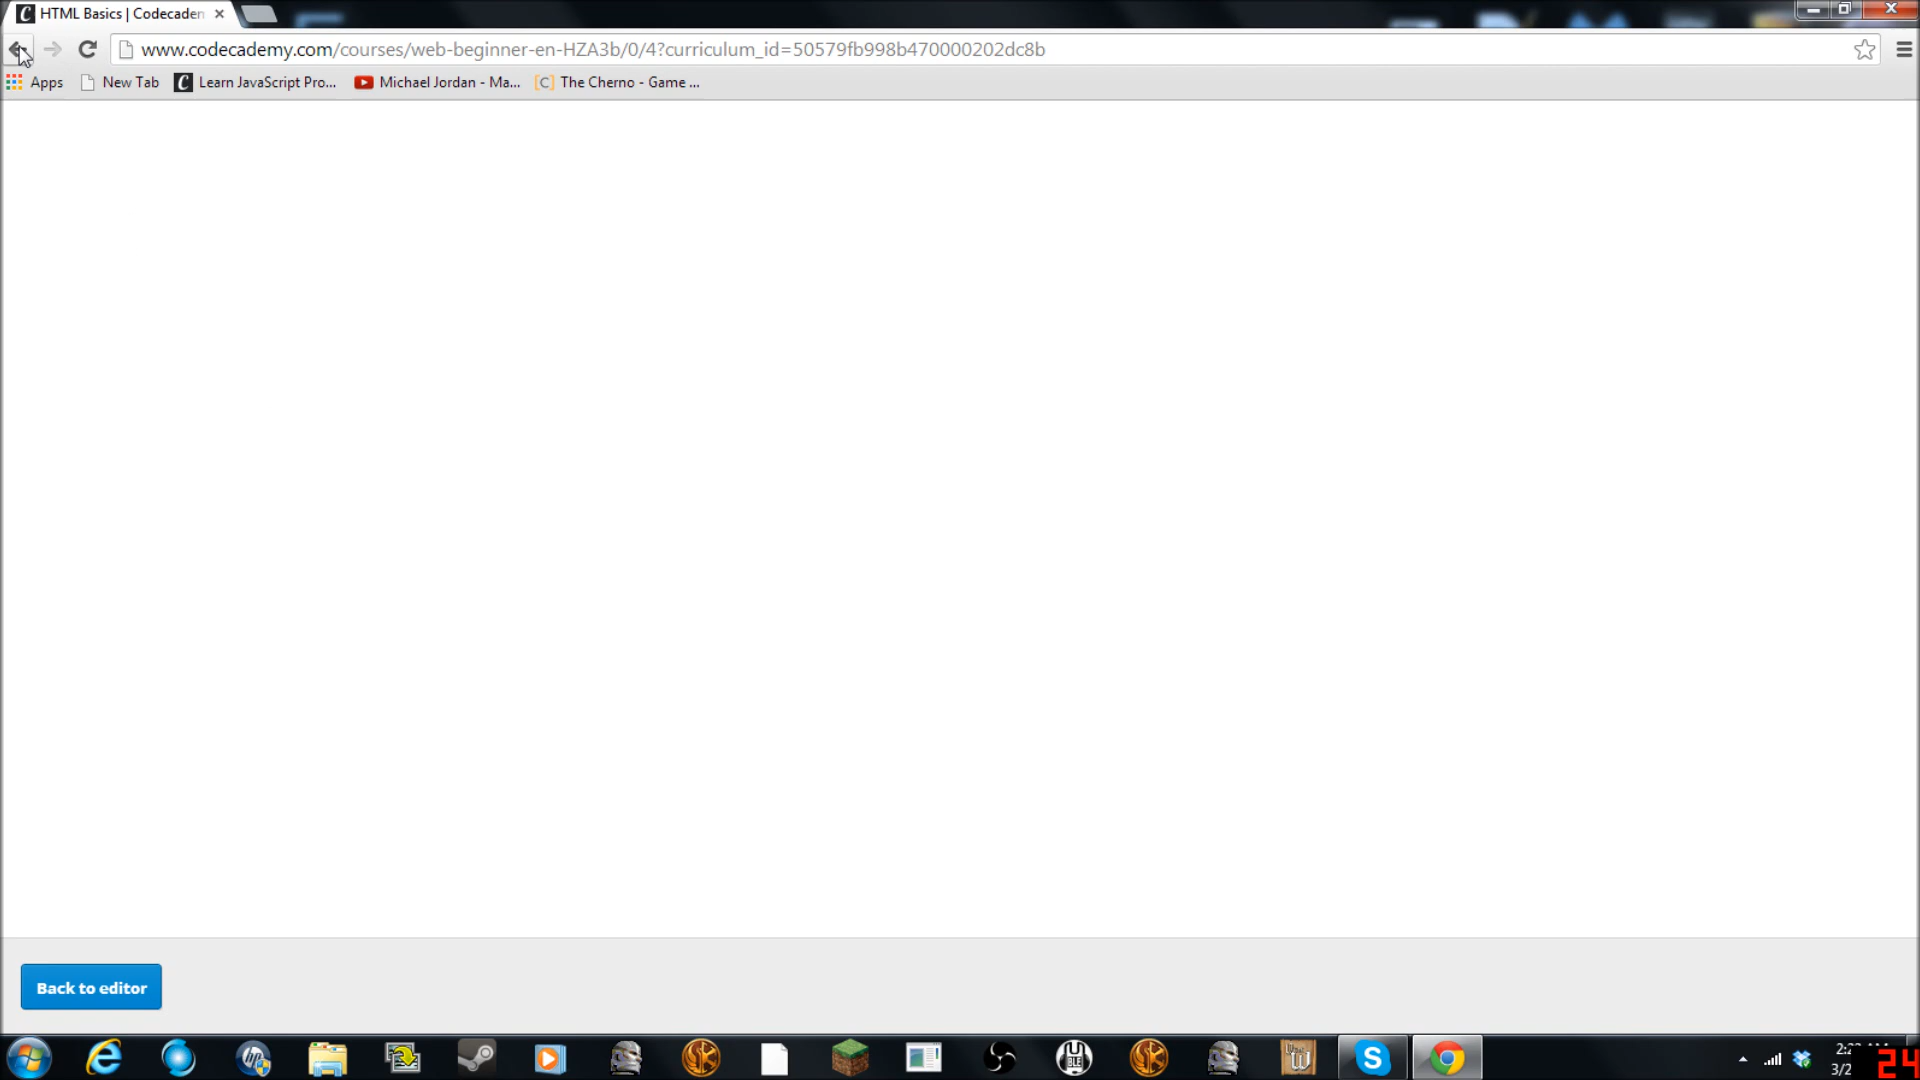 HTML Basics | Codecaden
www.codecademy.com/courses/web-beginner-en-HZA3b/0/4?curriculum_id=50579fb998b470000202dc8b
Apps New Tab Learn JavaScript Pro... Michael Jordan - Ma... [C] The Cherno - Game ...
Back to editor
24
3/2